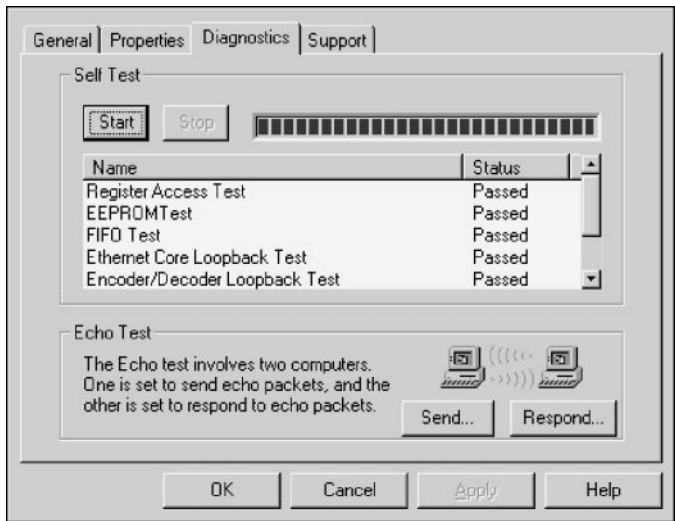 General Properties Diagnostics Support
Self Test
Start Stop
Name Status
Register Access Test Passed
EEPROMTest Passed
FIFO Test Passed
Ethernet Core Loopback Test Passed
Encoder/Decoder Loopback Test Passed
Echo Test
The Echo test involves two computers.
One is set to send echo packets, and the
other is set to respond to echo packets.
Send... Respond...
OK Cancel Apply Help